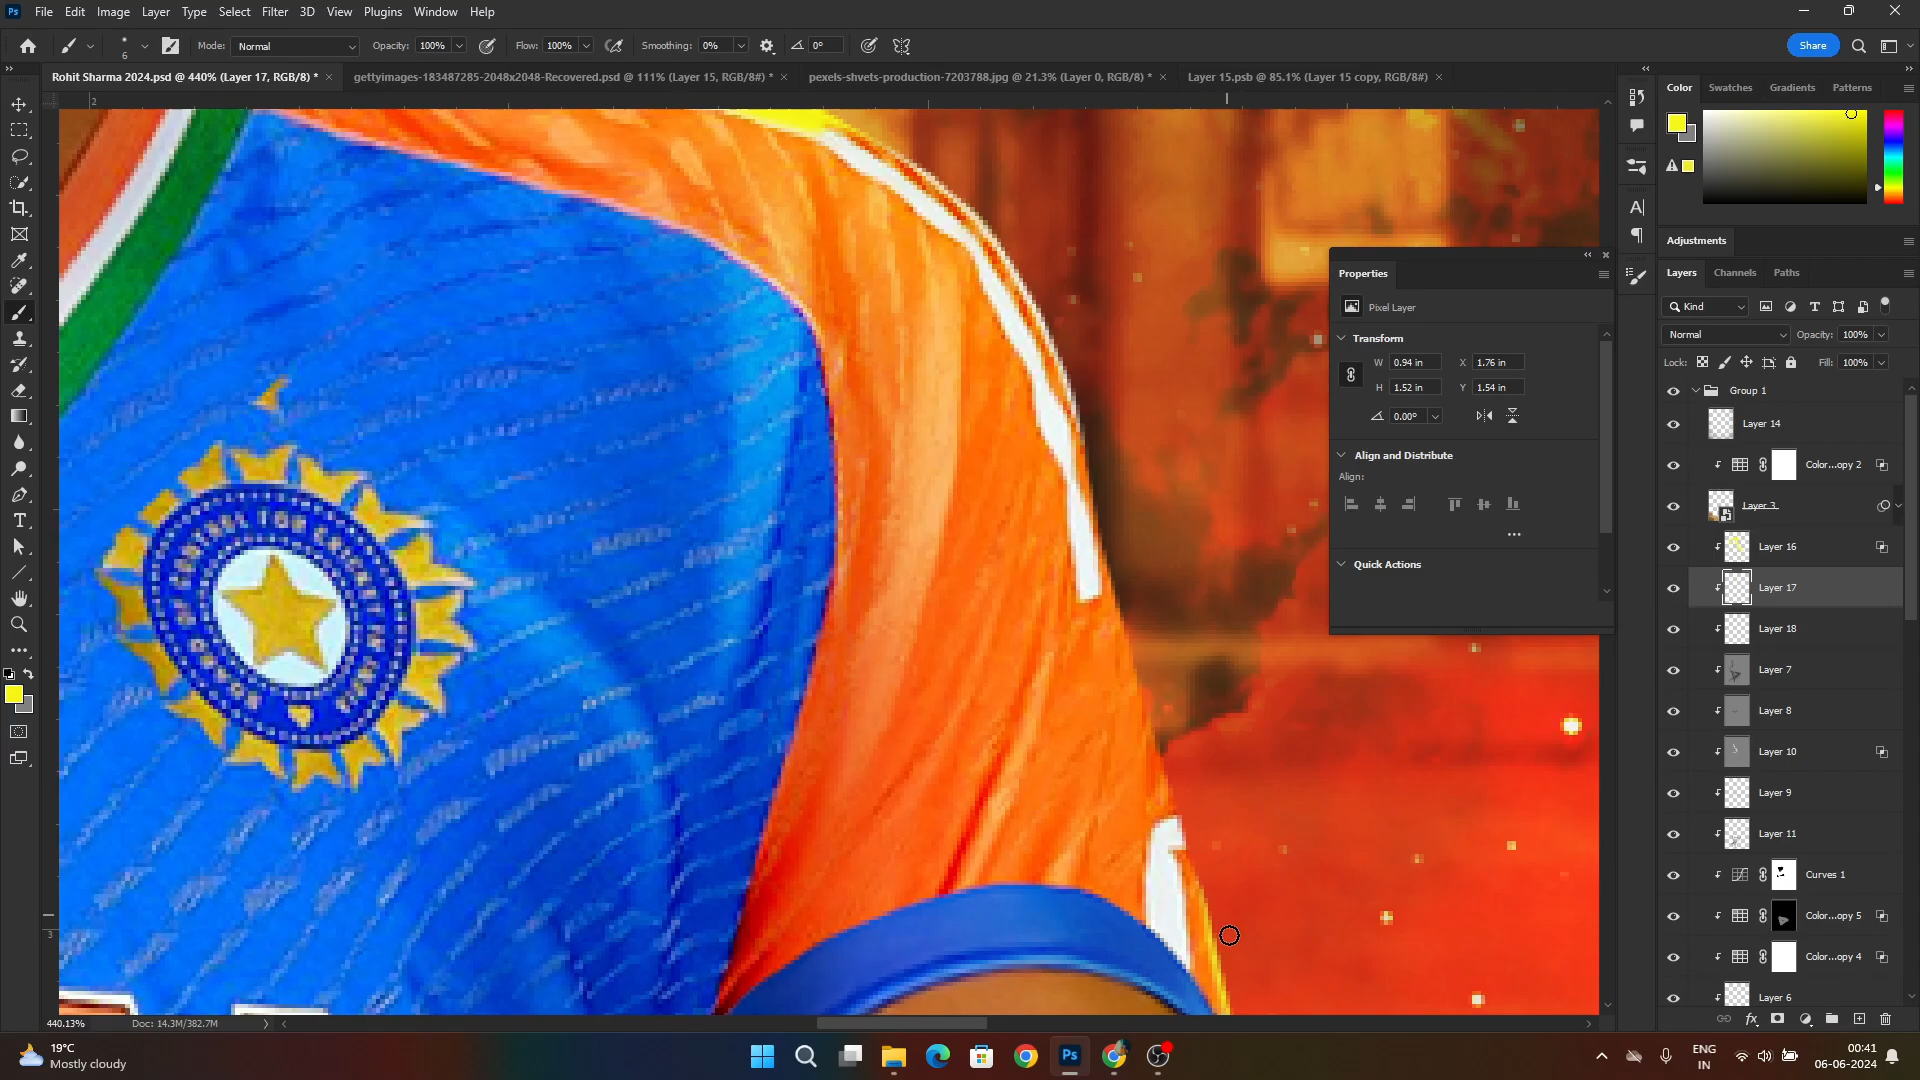 Ps File Edit Image Layer Type Select Filter 3D View Plugins Window Help
6 Mode: Normal Opacity: 100% Flow: 100% Smoothing: 0% 0° Share
Rohit Sharma 2024.psd @ 440% (Layer 17, RGB/8) * × gettyimages-183487285-2048x2048-Recovered.psd @ 111% (Layer 15, RGB/8#) * × pexels-shvets-production-7203788.jpg @ 21.3% (Layer 0, RGB/8) * × Layer 15.psb @ 85.1% (Layer 15 copy, RGB/8#) ×
2
Color Swatches Gradients Patterns
Adjustments
Layers Channels Paths
Kind
Normal Opacity: 100%
Lock: Fill: 100%
Group 1
Layer 14
Color...opy 2
Layer 3
Layer 16
Layer 17
Layer 18
Layer 7
Layer 8
Layer 10
Layer 9
Layer 11
Curves 1
Color...opy 5
Color...opy 4
Layer 6
Properties
Pixel Layer
Transform
W 0.94 in X 1.76 in
H 1.52 in Y 1.54 in
0.00°
Align and Distribute
Align:
Quick Actions
3
440.13% Doc: 14.3M/382.7M
19°C
Mostly cloudy
Ps
ENG
IN
00:41
06-06-2024